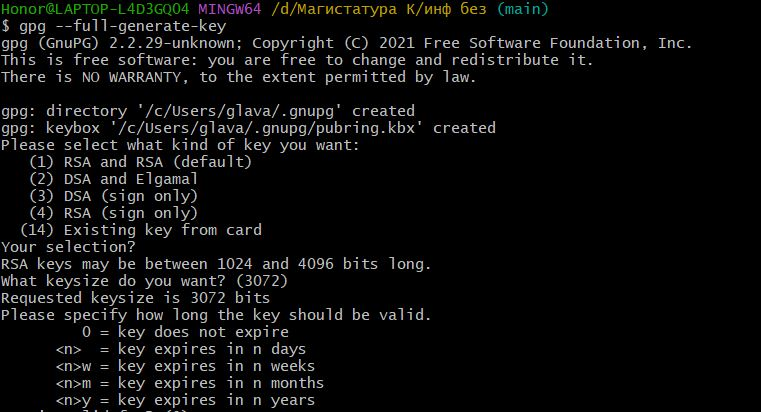 Honor@LAPTOP-L4D3GQO4 MINGW64 /d/Магистатура К/инф без (main)
$ gpg --full-generate-key
gpg (GnuPG) 2.2.29-unknown; Copyright (C) 2021 Free Software Foundation, Inc.
This is free software: you are free to change and redistribute it.
There is NO WARRANTY, to the extent permitted by law.

gpg: directory '/c/Users/glava/.gnupg' created
gpg: keybox '/c/Users/glava/.gnupg/pubring.kbx' created
Please select what kind of key you want:
   (1) RSA and RSA (default)
   (2) DSA and Elgamal
   (3) DSA (sign only)
   (4) RSA (sign only)
  (14) Existing key from card
Your selection?
RSA keys may be between 1024 and 4096 bits long.
What keysize do you want? (3072)
Requested keysize is 3072 bits
Please specify how long the key should be valid.
         0 = key does not expire
      <n>  = key expires in n days
      <n>w = key expires in n weeks
      <n>m = key expires in n months
      <n>y = key expires in n years